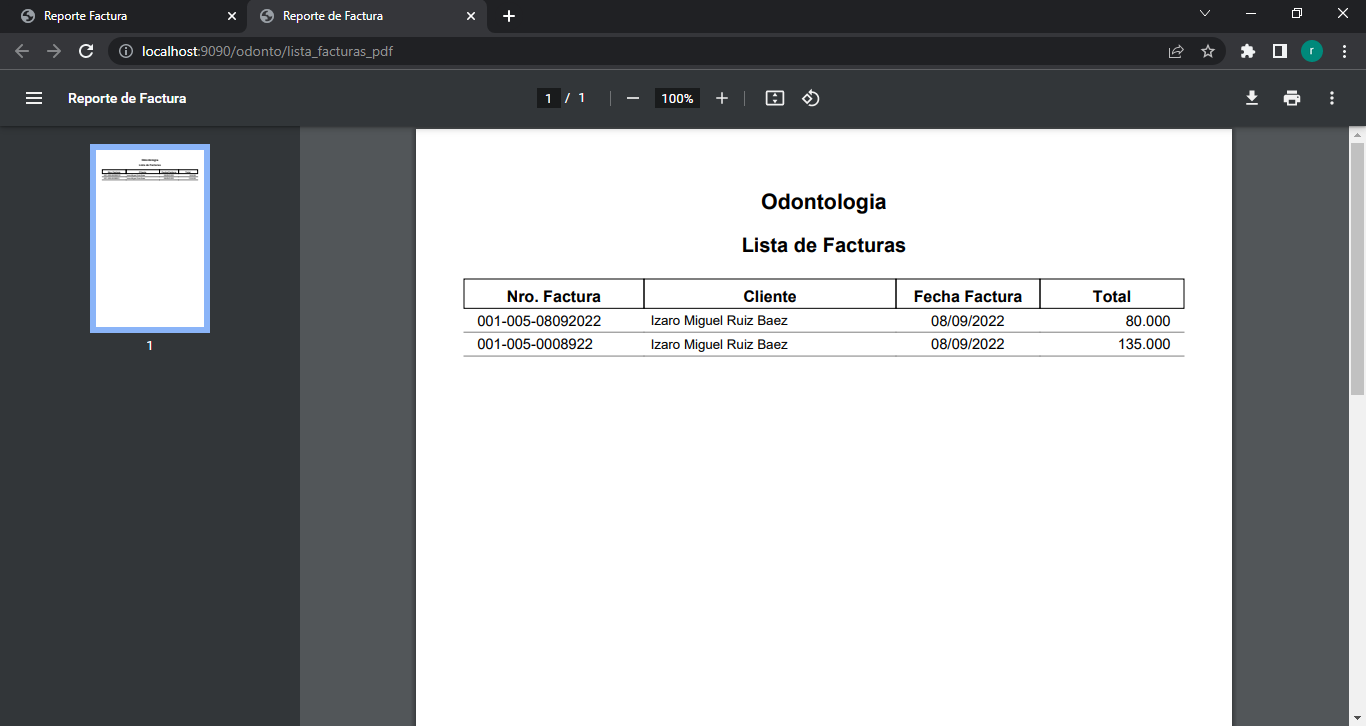 Reporte Factura
Reporte de Factura
localhost:9090/odonto/lista_facturas_pdf
r
Reporte de Factura
1 / 1
100%
Odontologia
Lista de Facturas
Nro. Factura Cliente Fecha Factura Total
001-005-08092022 Izaro Miguel Ruiz Baez 08/09/2022 80.000
001-005-0008922 Izaro Miguel Ruiz Baez 08/09/2022 135.000
1